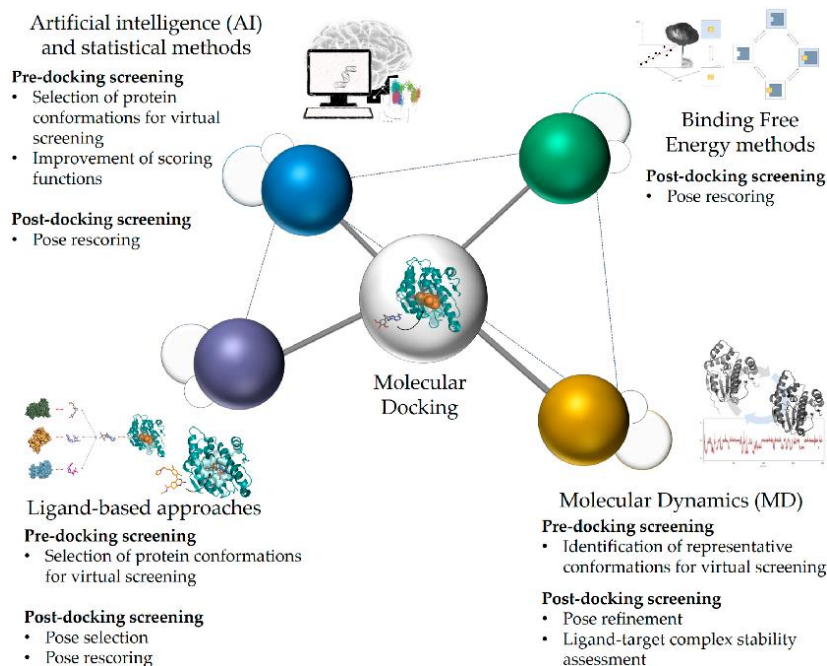 Artificial intelligence (AI)
and statistical methods
Pre-docking screening
• Selection of protein
conformations for virtual
screening
• Improvement of scoring
functions
Post-docking screening
• Pose rescoring
Binding Free
Energy methods
Post-docking screening
• Pose rescoring
Molecular
Docking
Ligand-based approaches
Pre-docking screening
• Selection of protein conformations
for virtual screening
Post-docking screening
• Pose selection
• Pose rescoring
Molecular Dynamics (MD)
Pre-docking screening
• Identification of representative
conformations for virtual screening
Post-docking screening
• Pose refinement
• Ligand-target complex stability
assessment